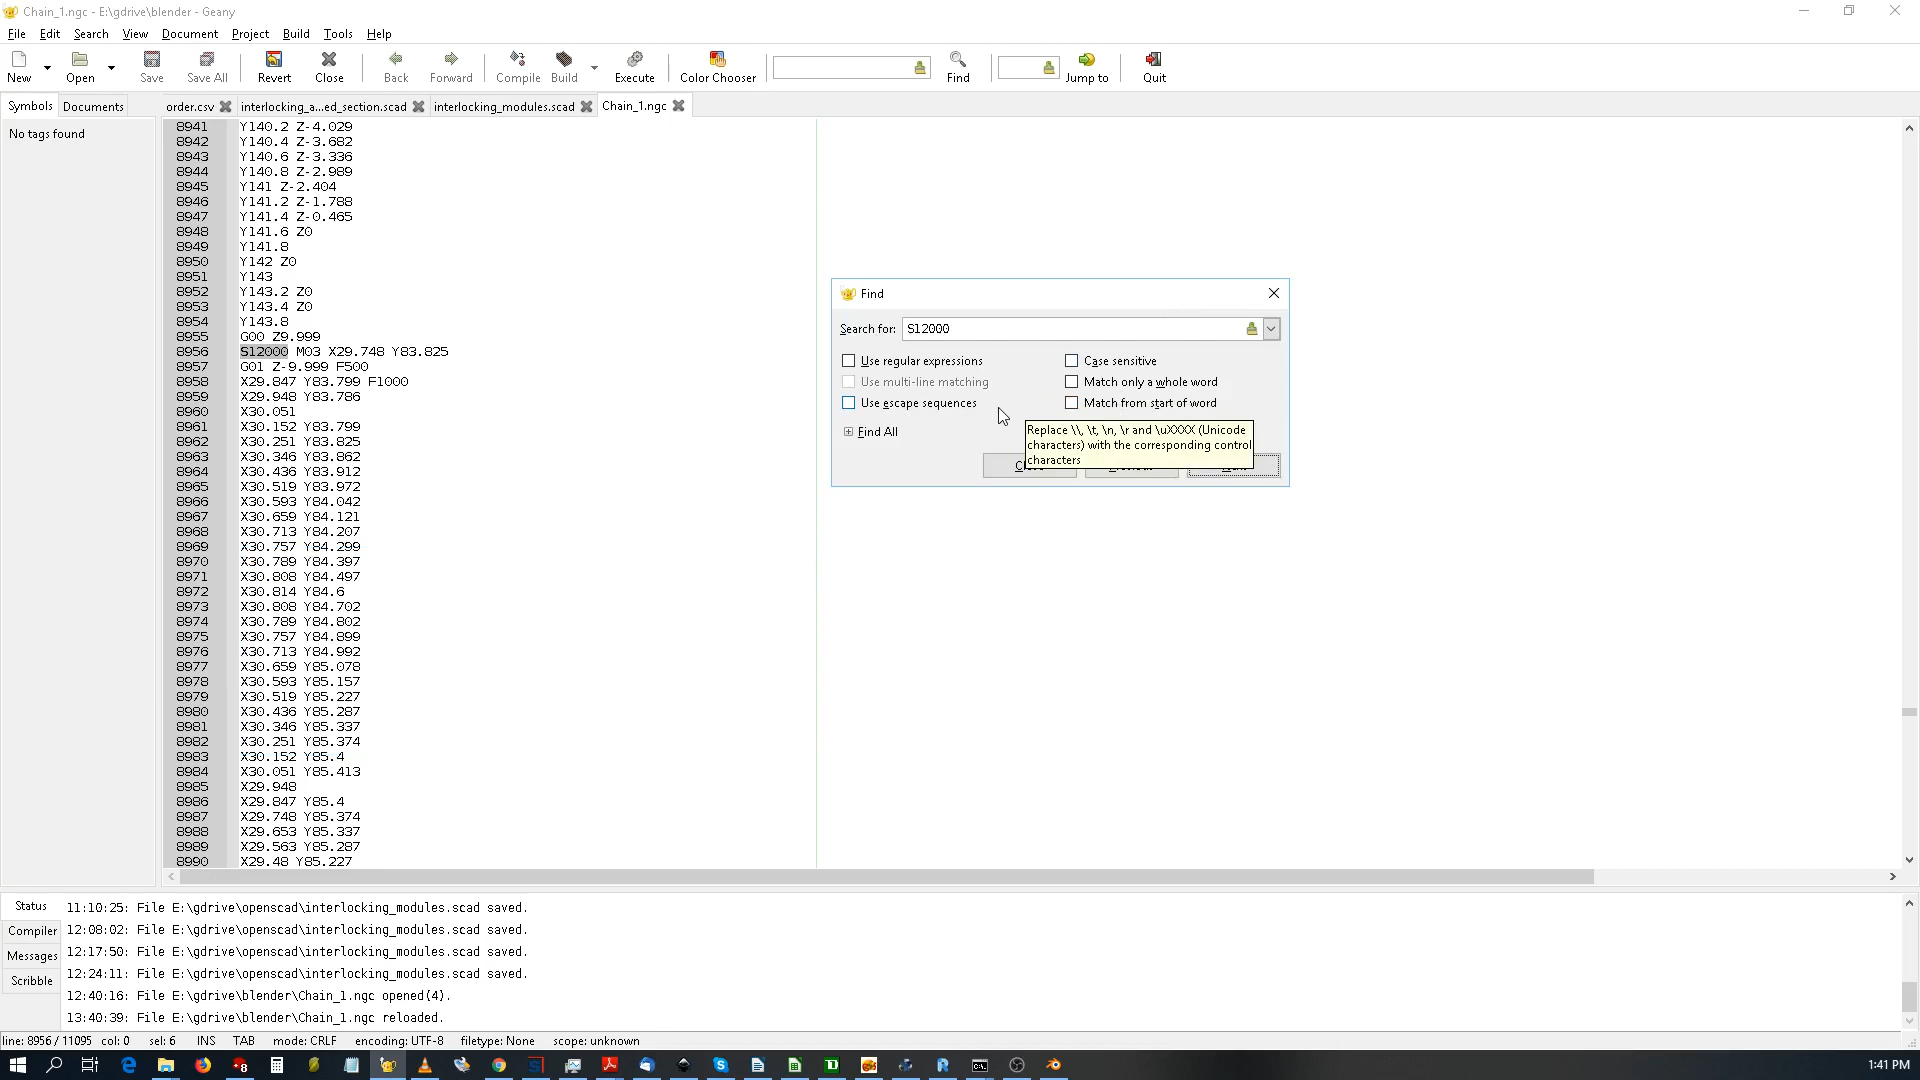 Chain_1.ngc - E:\gdrive\blender - Geany
File Edit Search View Document Project Build Tools Help
New Open Save Save All Revert Close Back Forward Compile Build Execute Color Chooser Find Jump to Quit
Symbols Documents order.csv interlocking_a...ed_section.scad interlocking_modules.scad Chain_1.ngc
No tags found
8941 Y140.2 Z-4.029
8942 Y140.4 Z-3.682
8943 Y140.6 Z-3.336
8944 Y140.8 Z-2.989
8945 Y141 Z-2.404
8946 Y141.2 Z-1.788
8947 Y141.4 Z-0.465
8948 Y141.6 Z0
8949 Y141.8
8950 Y142 Z0
8951 Y143
8952 Y143.2 Z0
8953 Y143.4 Z0
8954 Y143.8
8955 G00 Z9.999
8956 S12000 M03 X29.748 Y83.825
8957 G01 Z-9.999 F500
8958 X29.847 Y83.799 F1000
8959 X29.948 Y83.786
8960 X30.051
8961 X30.152 Y83.799
8962 X30.251 Y83.825
8963 X30.346 Y83.862
8964 X30.436 Y83.912
8965 X30.519 Y83.972
8966 X30.593 Y84.042
8967 X30.659 Y84.121
8968 X30.713 Y84.207
8969 X30.757 Y84.299
8970 X30.789 Y84.397
8971 X30.808 Y84.497
8972 X30.814 Y84.6
8973 X30.808 Y84.702
8974 X30.789 Y84.802
8975 X30.757 Y84.899
8976 X30.713 Y84.992
8977 X30.659 Y85.078
8978 X30.593 Y85.157
8979 X30.519 Y85.227
8980 X30.436 Y85.287
8981 X30.346 Y85.337
8982 X30.251 Y85.374
8983 X30.152 Y85.4
8984 X30.051 Y85.413
8985 X29.948
8986 X29.847 Y85.4
8987 X29.748 Y85.374
8988 X29.653 Y85.337
8989 X29.563 Y85.287
8990 X29.48 Y85.227
Find
Search for: S12000
Use regular expressions Case sensitive
Use multi-line matching Match only a whole word
Use escape sequences Match from start of word
Find All
Replace \\, \t, \n, \r and \uXXXX (Unicode
characters) with the corresponding control
characters
Status 11:10:25: File E:\gdrive\openscad\interlocking_modules.scad saved.
Compiler 12:08:02: File E:\gdrive\openscad\interlocking_modules.scad saved.
Messages 12:17:50: File E:\gdrive\openscad\interlocking_modules.scad saved.
Scribble 12:24:11: File E:\gdrive\openscad\interlocking_modules.scad saved.
12:40:16: File E:\gdrive\blender\Chain_1.ngc opened(4).
13:40:39: File E:\gdrive\blender\Chain_1.ngc reloaded.
line: 8956 / 11095 col: 0 sel: 6 INS TAB mode: CRLF encoding: UTF-8 filetype: None scope: unknown
1:41 PM